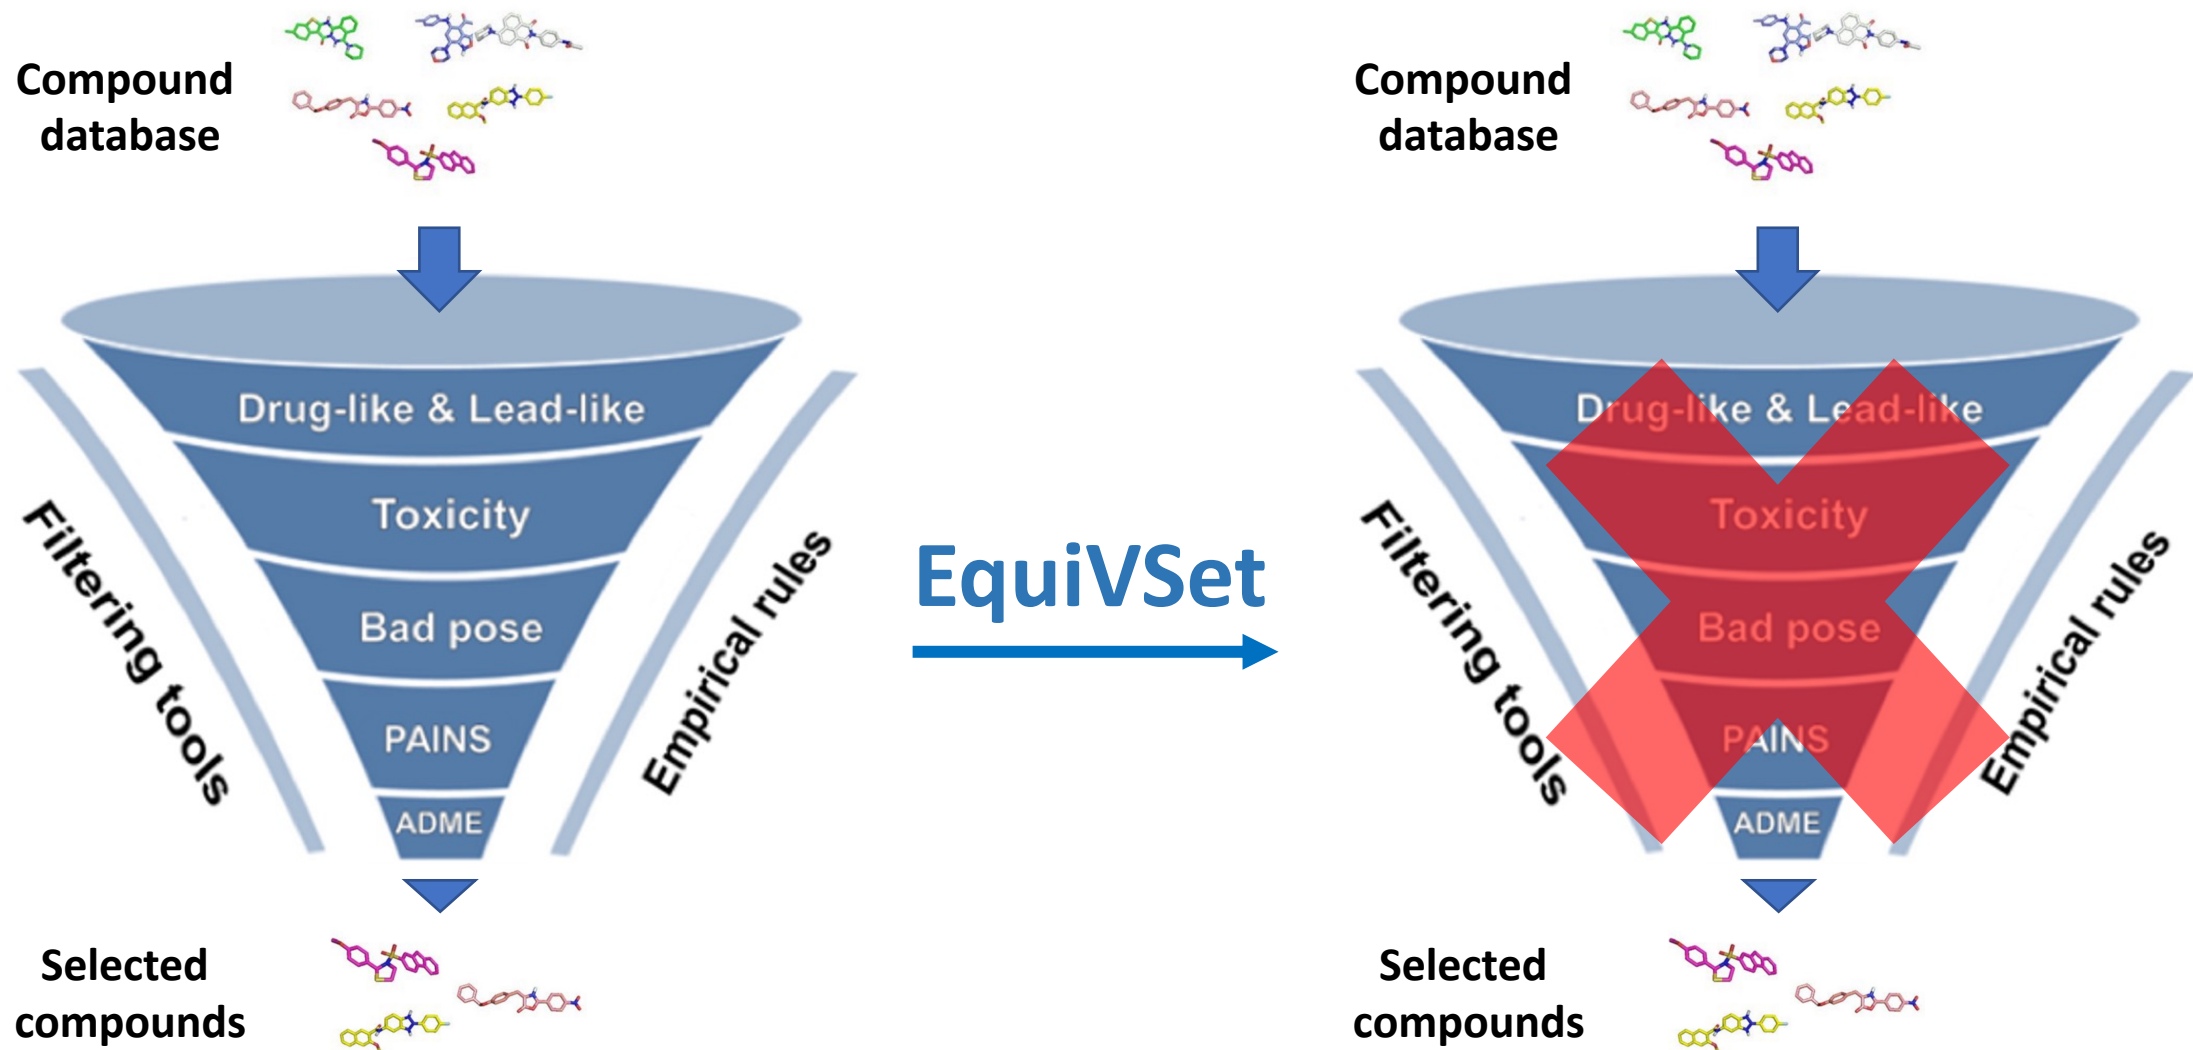 Compound
database
Drug-like & Lead-like
Toxicity
Bad pose
PAINS
ADME
Filtering tools
Empirical rules
Selected
compounds
EquiVSet
Compound
database
Drug-like & Lead-like
Toxicity
Bad pose
PAINS
ADME
Filtering tools
Empirical rules
Selected
compounds